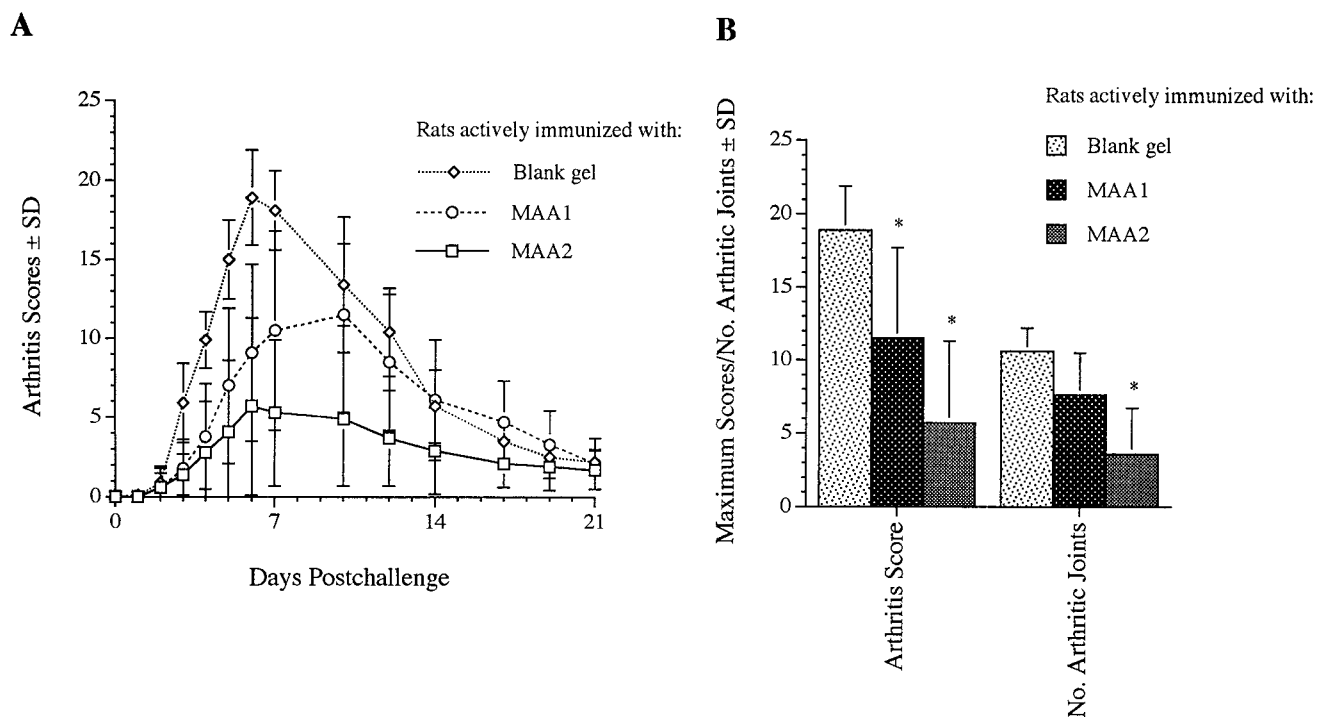 A
Arthritis Scores ± SD
25
20
15
10
5
0
0 7 14 21
Days Postchallenge
Rats actively immunized with:
Blank gel
MAA1
MAA2
B
Maximum Scores/No. Arthritic Joints ± SD
25
20
15
10
5
0
* * *
Arthritis Score
No. Arthritic Joints
Rats actively immunized with:
Blank gel
MAA1
MAA2